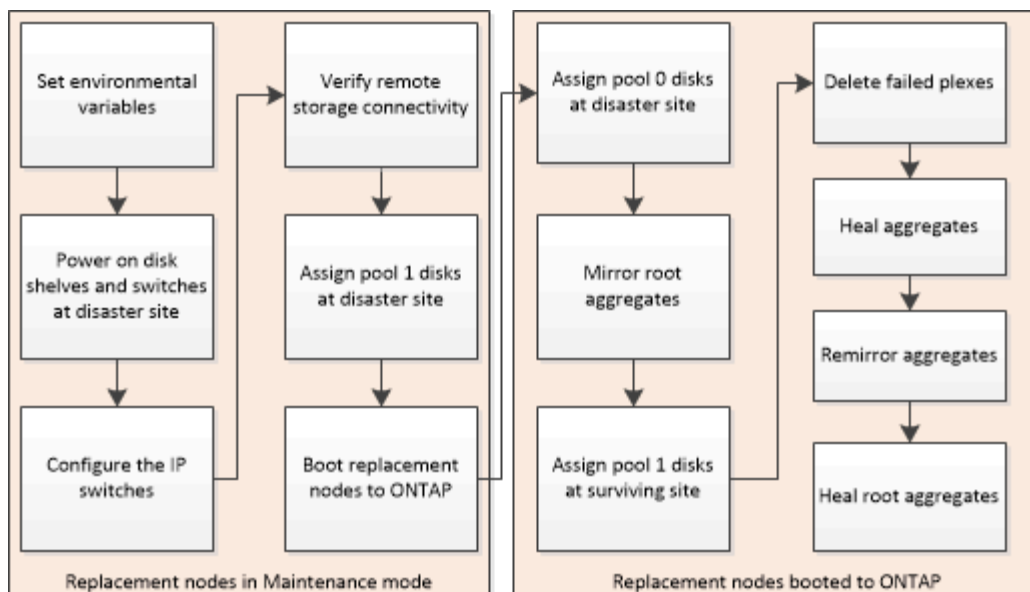 Set environmental
variables
Power on disk
shelves and switches
at disaster site
Configure the IP
switches
Verify remote
storage connectivity
Assign pool 1 disks
at disaster site
Boot replacement
nodes to ONTAP
Replacement nodes in Maintenance mode
Assign pool 0 disks
at disaster site
Mirror root
aggregates
Assign pool 1 disks
at surviving site
Delete failed plexes
Heal aggregates
Remirror aggregates
Heal root aggregates
Replacement nodes booted to ONTAP